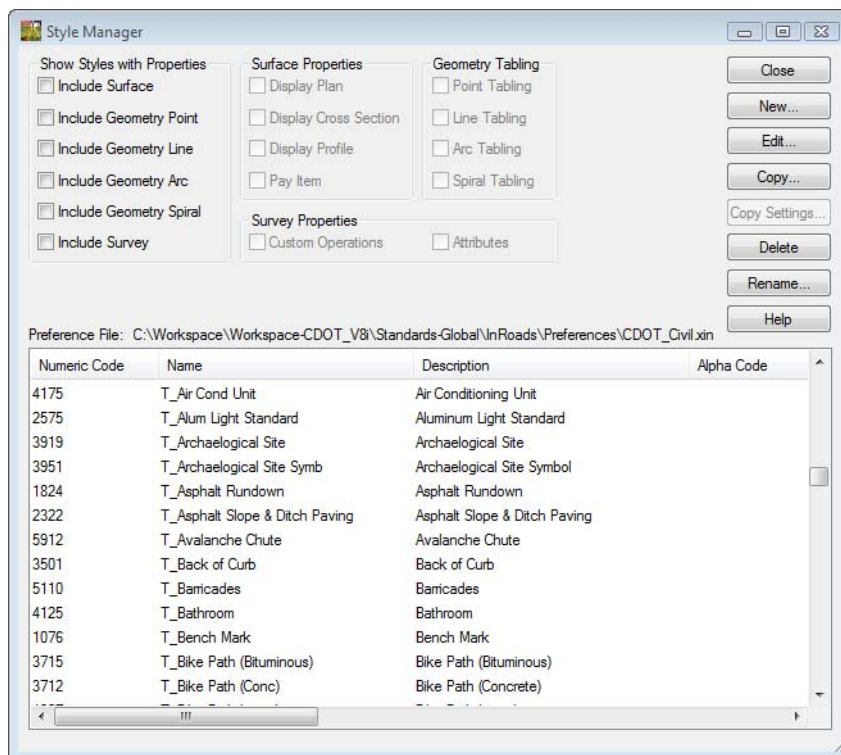 Style Manager
Show Styles with Properties
Include Surface
Include Geometry Point
Include Geometry Line
Include Geometry Arc
Include Geometry Spiral
Include Survey
Surface Properties
Display Plan
Display Cross Section
Display Profile
Pay Item
Geometry Tabling
Point Tabling
Line Tabling
Arc Tabling
Spiral Tabling
Survey Properties
Custom Operations Attributes
Close
New...
Edit...
Copy...
Copy Settings...
Delete
Rename...
Help
Preference File: C:\Workspace\Workspace-CDOT_V8i\Standards-Global\InRoads\Preferences\CDOT_Civil.xin
Numeric Code Name Description Alpha Code
4175 T_Air Cond Unit Air Conditioning Unit
2575 T_Alum Light Standard Aluminum Light Standard
3919 T_Archaelogical Site Archaelogical Site
3951 T_Archaelogical Site Symb Archaelogical Site Symbol
1824 T_Asphalt Rundown Asphalt Rundown
2322 T_Asphalt Slope & Ditch Paving Asphalt Slope & Ditch Paving
5912 T_Avalanche Chute Avalanche Chute
3501 T_Back of Curb Back of Curb
5110 T_Barricades Barricades
4125 T_Bathroom Bathroom
1076 T_Bench Mark Bench Mark
3715 T_Bike Path (Bituminous) Bike Path (Bituminous)
3712 T_Bike Path (Conc) Bike Path (Concrete)